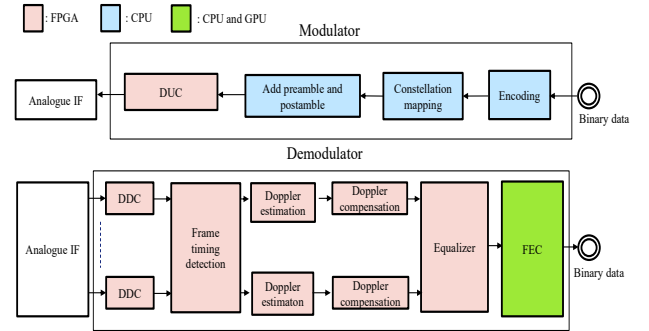 : FPGA
: CPU
: CPU and GPU
Modulator
Analogue IF
DUC
Add preamble and
postamble
Constellation
mapping
Encoding
Binary data
Demodulator
Analogue IF
DDC
DDC
Frame
timing
detection
Doppler
estimation
Doppler
compensation
Doppler
estimaton
Doppler
compensation
Equalizer
FEC
Binary data